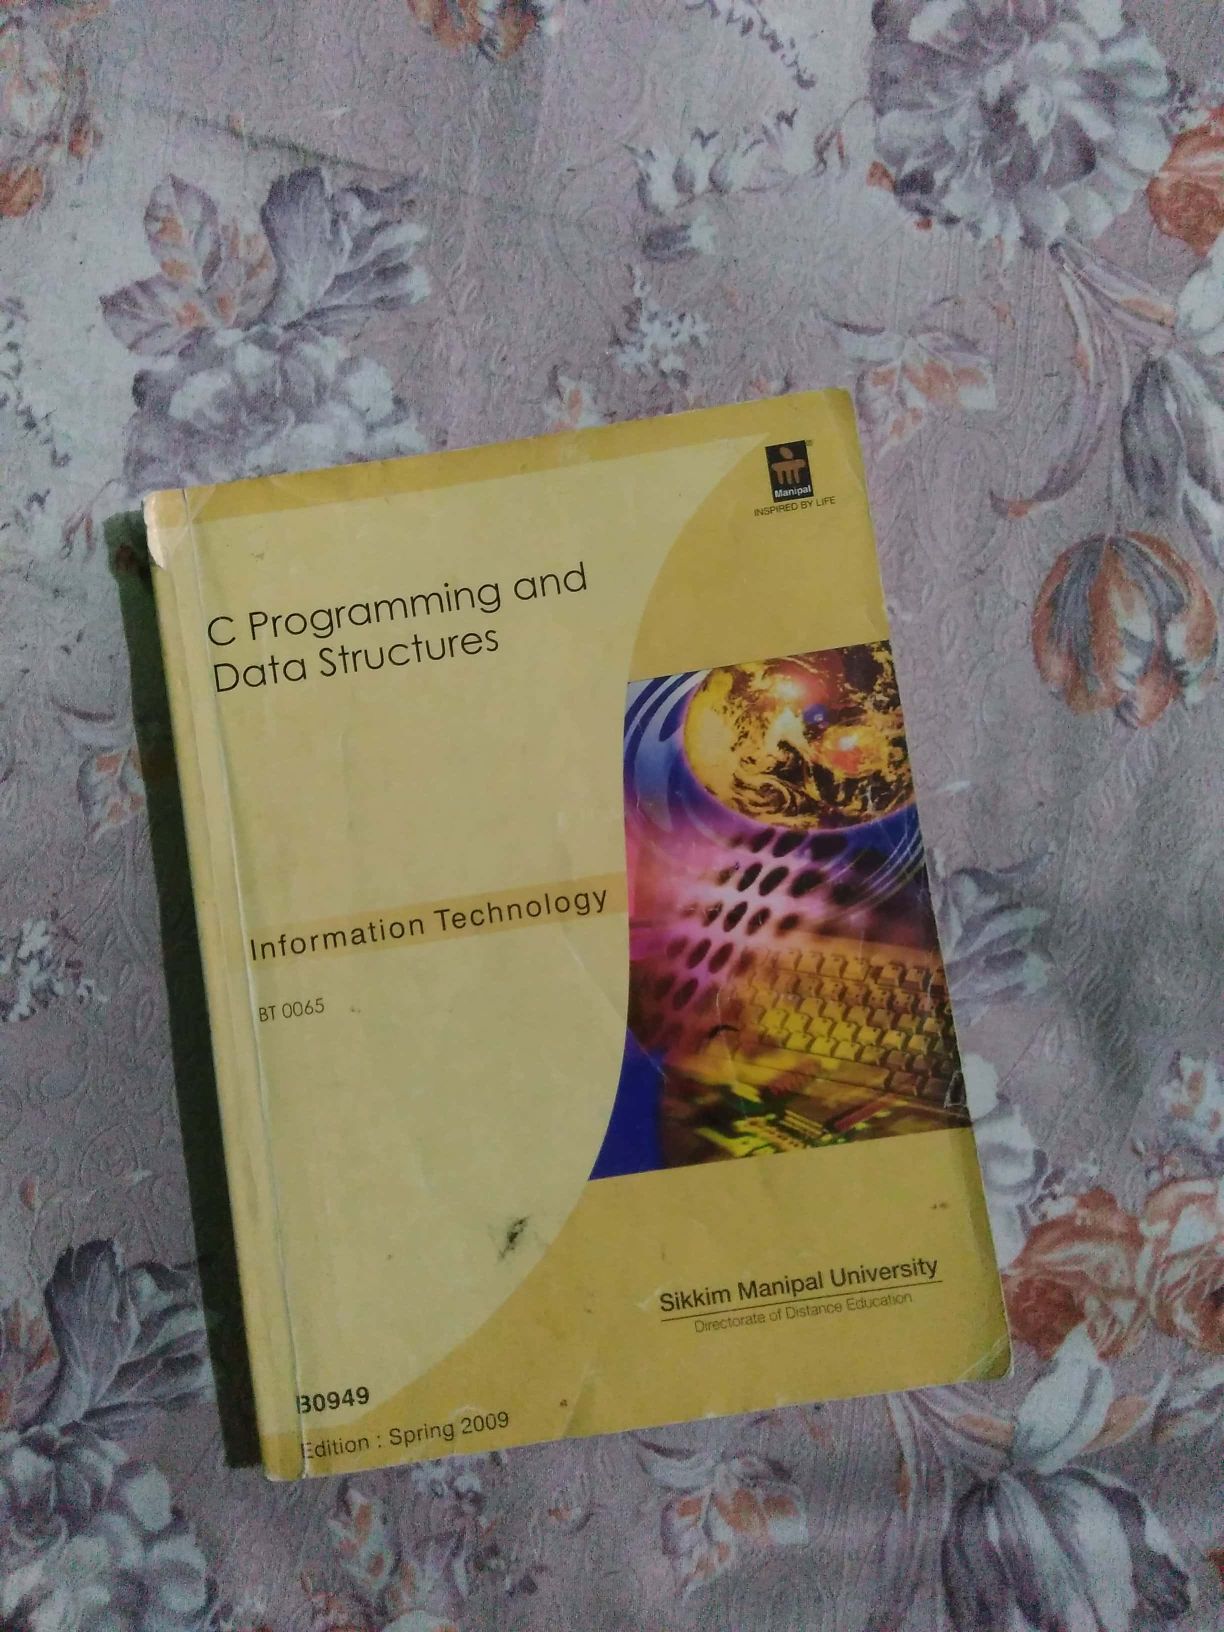 Manipal
INSPIRED BY LIFE
C Programming and
Data Structures
Information Technology
BT 0065
Sikkim Manipal University
Directorate of Distance Education
B0949
Edition : Spring 2009